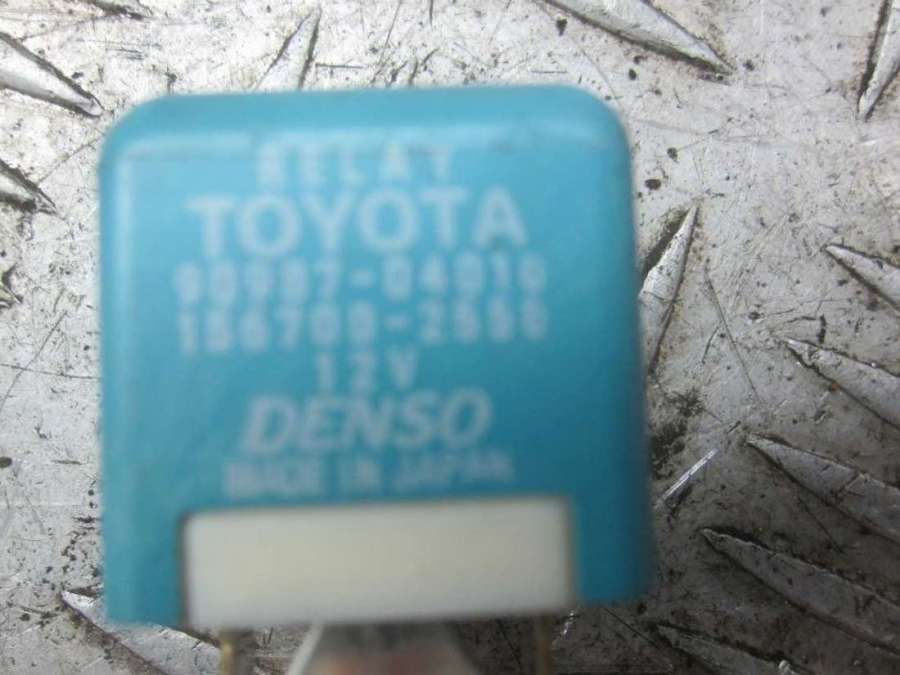 RELAY
TOYOTA
90987-04010
156700-2550
12V
DENSO
MADE IN JAPAN